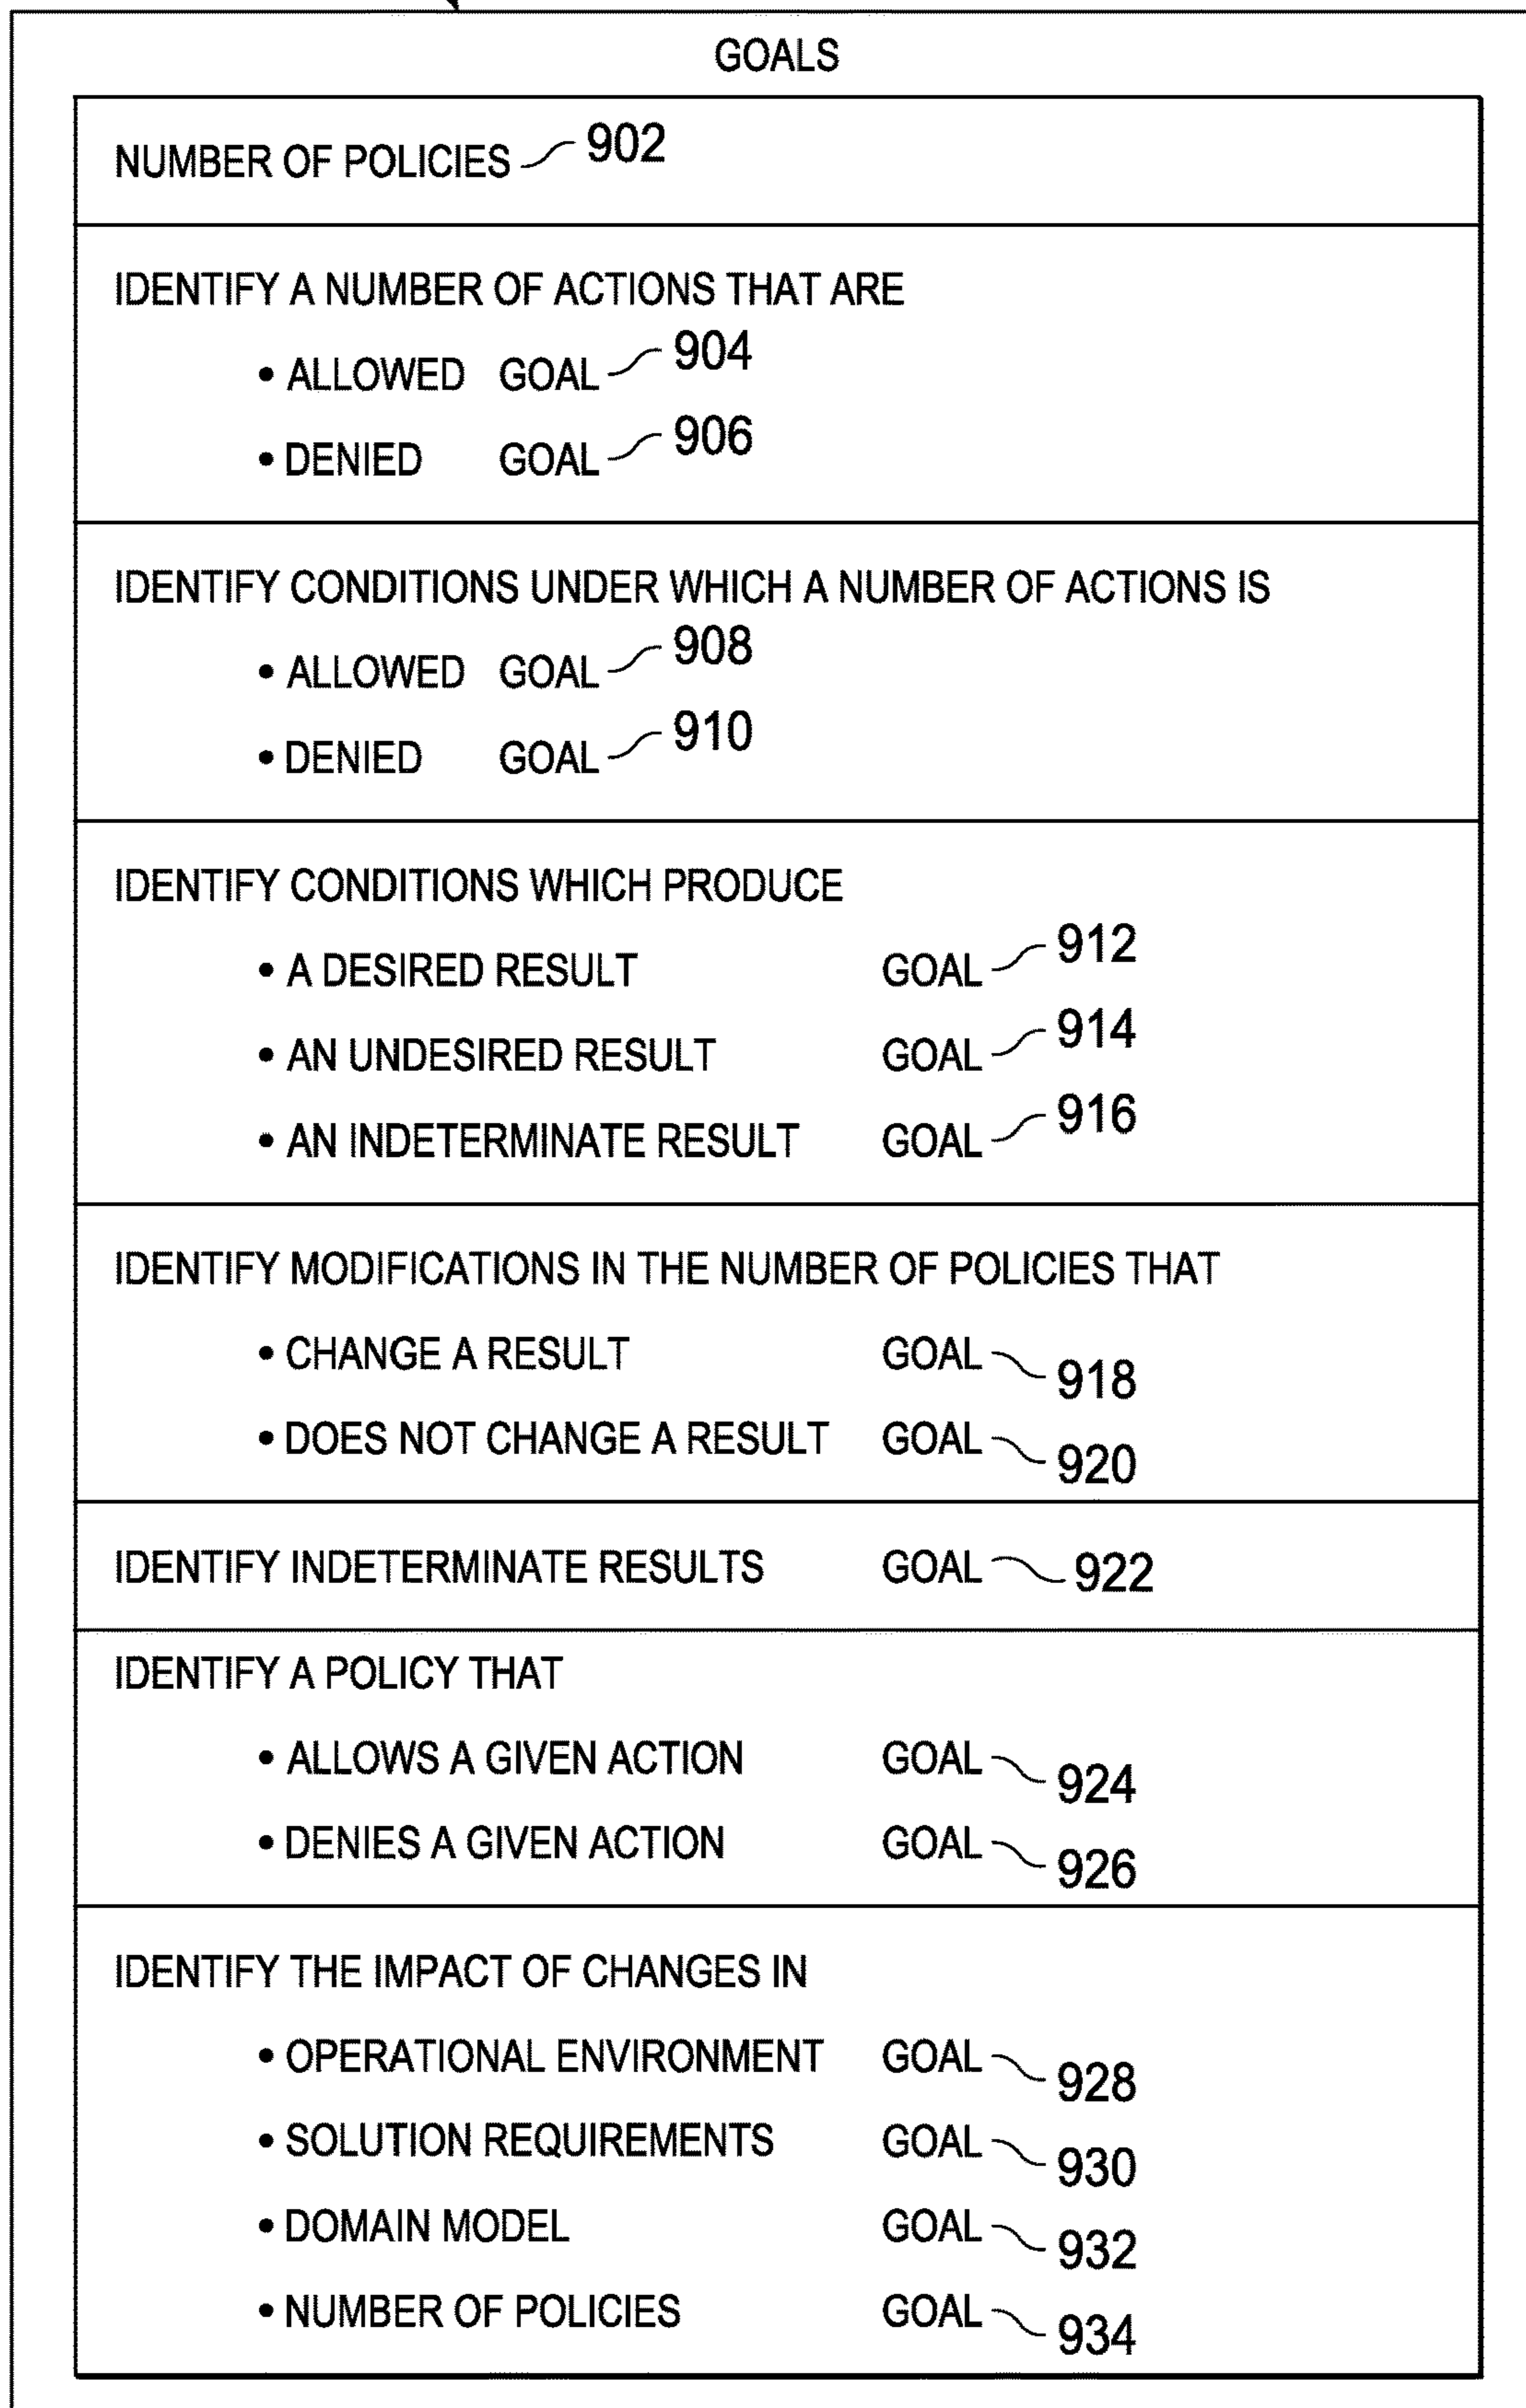 GOALS
NUMBER OF POLICIES 902
IDENTIFY A NUMBER OF ACTIONS THAT ARE
• ALLOWED GOAL 904
• DENIED GOAL 906
IDENTIFY CONDITIONS UNDER WHICH A NUMBER OF ACTIONS IS
• ALLOWED GOAL 908
• DENIED GOAL 910
IDENTIFY CONDITIONS WHICH PRODUCE
• A DESIRED RESULT GOAL 912
• AN UNDESIRED RESULT GOAL 914
• AN INDETERMINATE RESULT GOAL 916
IDENTIFY MODIFICATIONS IN THE NUMBER OF POLICIES THAT
• CHANGE A RESULT GOAL 918
• DOES NOT CHANGE A RESULT GOAL 920
IDENTIFY INDETERMINATE RESULTS GOAL 922
IDENTIFY A POLICY THAT
• ALLOWS A GIVEN ACTION GOAL 924
• DENIES A GIVEN ACTION GOAL 926
IDENTIFY THE IMPACT OF CHANGES IN
• OPERATIONAL ENVIRONMENT GOAL 928
• SOLUTION REQUIREMENTS GOAL 930
• DOMAIN MODEL GOAL 932
• NUMBER OF POLICIES GOAL 934